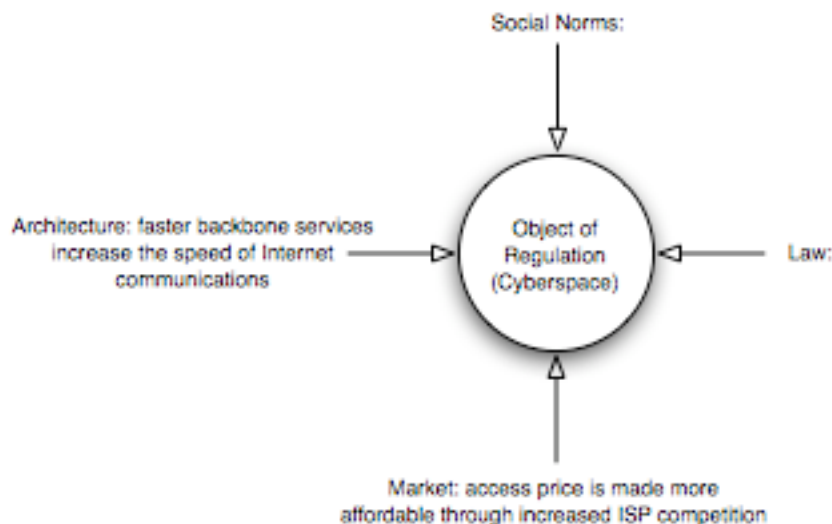 Social Norms:
Architecture: faster backbone services
increase the speed of Internet
communications
Object of
Regulation
(Cyberspace)
Law:
Market: access price is made more
affordable through increased ISP competition